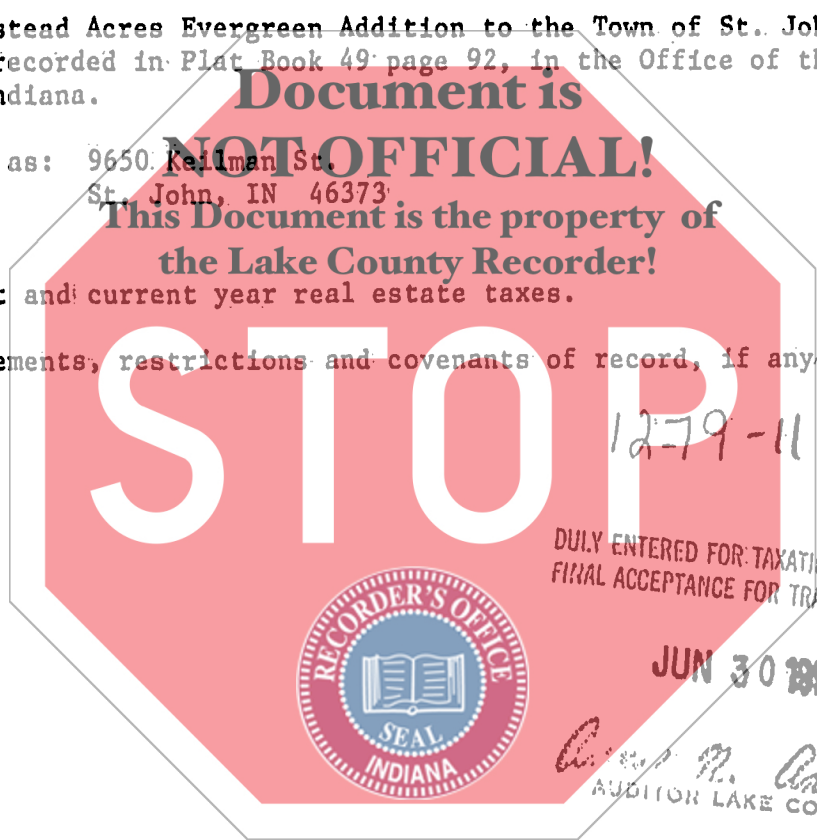 stead Acres Evergreen Addition to the Town of St. Joh
recorded in Plat Book 49 page 92, in the Office of th
ndiana.
Document is
NOT OFFICIAL!
as: 9650 Keilman St.
St. John, IN 46373
This Document is the property of
the Lake County Recorder!
t and current year real estate taxes.
ements, restrictions and covenants of record, if any
STOP
1279-11
DULY ENTERED FOR TAXATI
FINAL ACCEPTANCE FOR TRA
JUN 30
RECORDER'S OFFICE
SEAL
INDIANA
AUDITOR LAKE CO